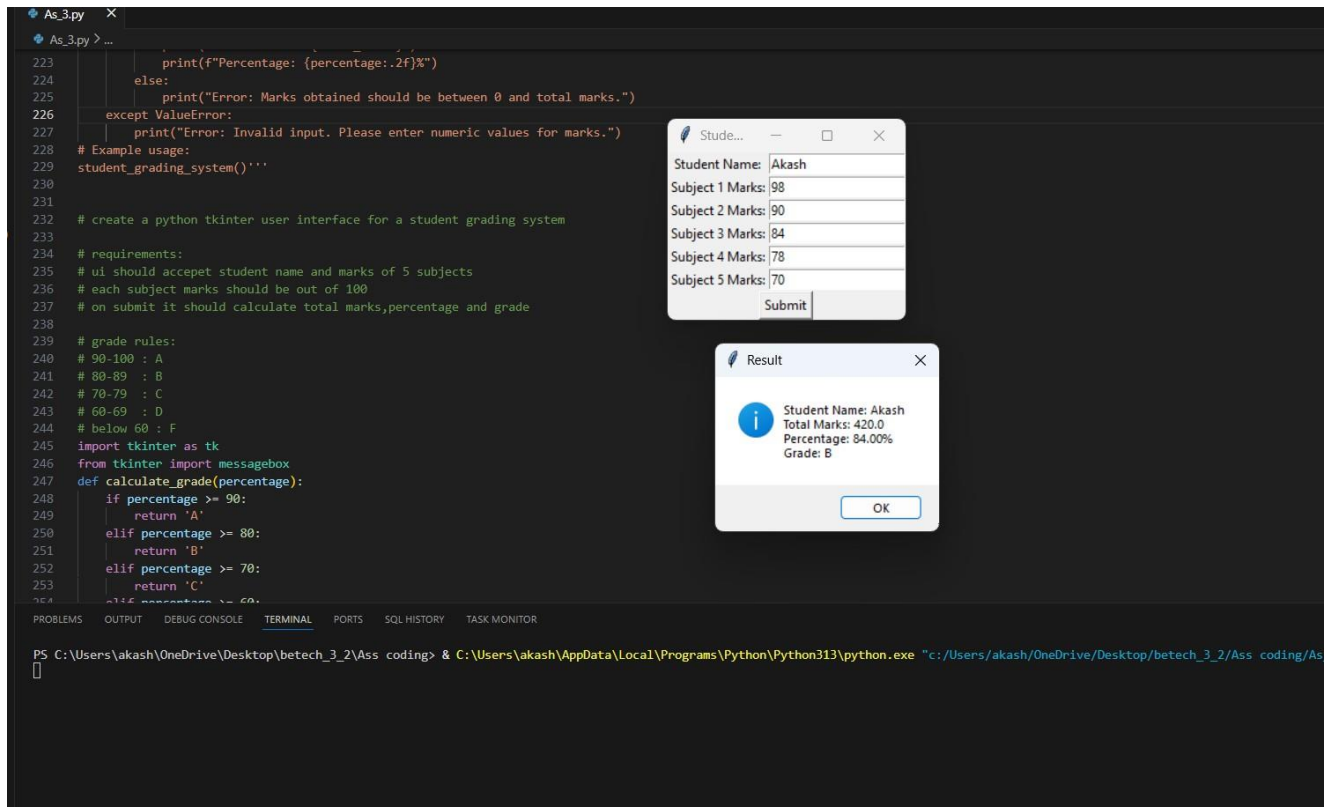 As_3.py
As_3.py > ...
223 print(f"Percentage: {percentage:.2f}%")
224 else:
225 print("Error: Marks obtained should be between 0 and total marks.")
226 except ValueError:
227 print("Error: Invalid input. Please enter numeric values for marks.")
228 # Example usage:
229 student_grading_system()'''
230
231
232 # create a python tkinter user interface for a student grading system
233
234 # requirements:
235 # ui should accepet student name and marks of 5 subjects
236 # each subject marks should be out of 100
237 # on submit it should calculate total marks,percentage and grade
238
239 # grade rules:
240 # 90-100 : A
241 # 80-89 : B
242 # 70-79 : C
243 # 60-69 : D
244 # below 60 : F
245 import tkinter as tk
246 from tkinter import messagebox
247 def calculate_grade(percentage):
248 if percentage >= 90:
249 return 'A'
250 elif percentage >= 80:
251 return 'B'
252 elif percentage >= 70:
253 return 'C'
254 elif percentage >= 60:
Stude...
Student Name: Akash
Subject 1 Marks: 98
Subject 2 Marks: 90
Subject 3 Marks: 84
Subject 4 Marks: 78
Subject 5 Marks: 70
Submit
Result
Student Name: Akash
Total Marks: 420.0
Percentage: 84.00%
Grade: B
OK
PROBLEMS OUTPUT DEBUG CONSOLE TERMINAL PORTS SQL HISTORY TASK MONITOR
PS C:\Users\akash\OneDrive\Desktop\betech_3_2\Ass coding> & C:\Users\akash\AppData\Local\Programs\Python\Python313\python.exe "c:/Users/akash/OneDrive/Desktop/betech_3_2/Ass coding/As